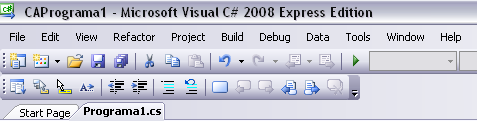 CAPrograma1 - Microsoft Visual C# 2008 Express Edition
File Edit View Refactor Project Build Debug Data Tools Window Help
Start Page Programa1.cs